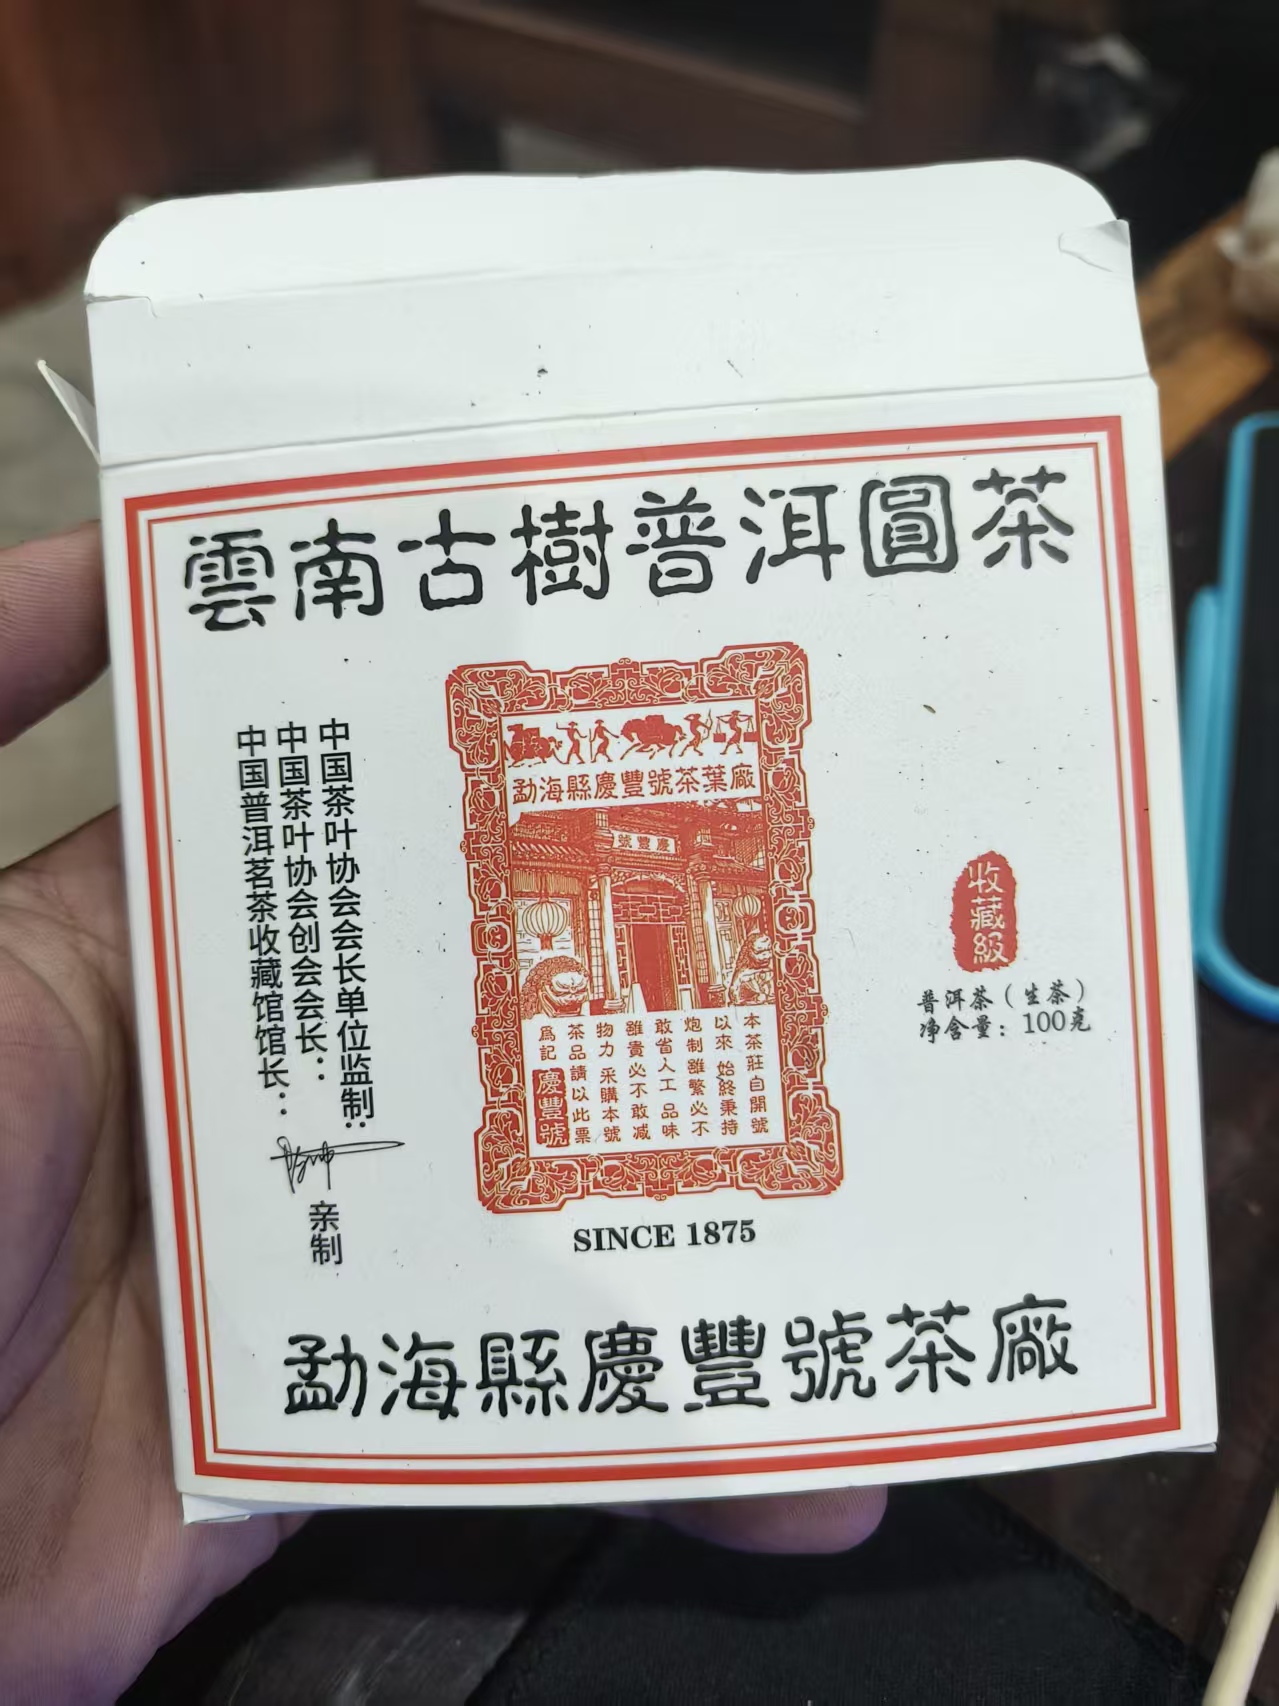 雲南古樹普洱圓茶
中国茶叶协会会长单位监制:
中国茶叶协会创会会长:
中国普洱茗茶收藏馆馆长:
亲制
勐海縣慶豐號茶葉廠
號豐慶
本茶莊自開號
以來 始終秉持
炮制雖繁必不
敢省人工 品味
雖貴必不敢减
物力 采購本號
茶品請以此票
爲記
慶豐號
收藏級
普洱茶（生茶）
净含量：100克
SINCE 1875
勐海縣慶豐號茶廠